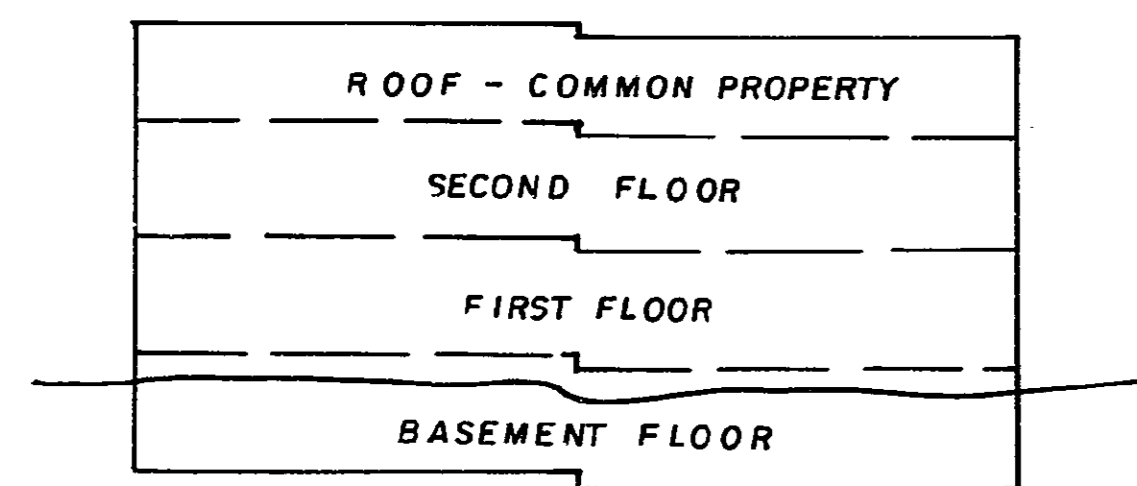 ROOF - COMMON PROPERTY
SECOND FLOOR
FIRST FLOOR
BASEMENT FLOOR